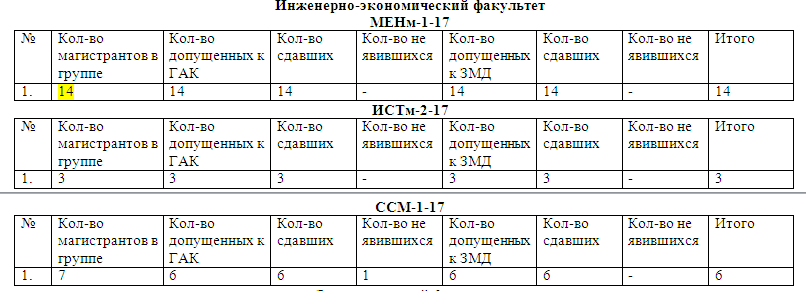 Инженерно-экономический факультет
МЕНм-1-17
№ Кол-во магистрантов в группе Кол-во допущенных к ГАК Кол-во сдавших Кол-во не явившихся Кол-во допущенных к ЗМД Кол-во сдавших Кол-во не явившихся Итого
1. 14 14 14 - 14 14 - 14
ИСТм-2-17
№ Кол-во магистрантов в группе Кол-во допущенных к ГАК Кол-во сдавших Кол-во не явившихся Кол-во допущенных к ЗМД Кол-во сдавших Кол-во не явившихся Итого
1. 3 3 3 - 3 3 - 3
ССМ-1-17
№ Кол-во магистрантов в группе Кол-во допущенных к ГАК Кол-во сдавших Кол-во не явившихся Кол-во допущенных к ЗМД Кол-во сдавших Кол-во не явившихся Итого
1. 7 6 6 1 6 6 - 6